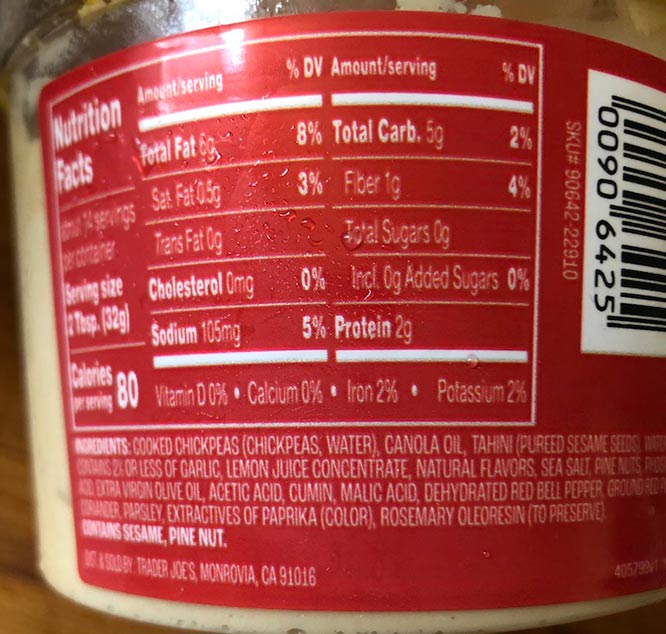 Nutrition Facts
about 14 servings per container
Serving size
2 Tbsp. (32g)
Calories per serving 80
Amount/serving % DV Amount/serving % DV
Total Fat 6g 8% Total Carb. 5g 2%
Sat Fat 0.5g 3% Fiber 1g 4%
Trans Fat 0g Total Sugars 0g
Cholesterol 0mg 0% Incl. 0g Added Sugars 0%
Sodium 105mg 5% Protein 2g
Vitamin D 0% • Calcium 0% • Iron 2% • Potassium 2%
INGREDIENTS: COOKED CHICKPEAS (CHICKPEAS, WATER), CANOLA OIL, TAHINI (PUREED SESAME SEEDS),
CONTAINS 2% OR LESS OF GARLIC, LEMON JUICE CONCENTRATE, NATURAL FLAVORS, SEA SALT, PINE NUTS,
ACID, EXTRA VIRGIN OLIVE OIL, ACETIC ACID, CUMIN, MALIC ACID, DEHYDRATED RED BELL PEPPER, GROUND RED
CORIANDER, PARSLEY, EXTRACTIVES OF PAPRIKA (COLOR), ROSEMARY OLEORESIN (TO PRESERVE).
CONTAINS SESAME, PINE NUT.
DIST. & SOLD BY: TRADER JOE'S, MONROVIA, CA 91016
SKU# 90642-22910
0090 6425